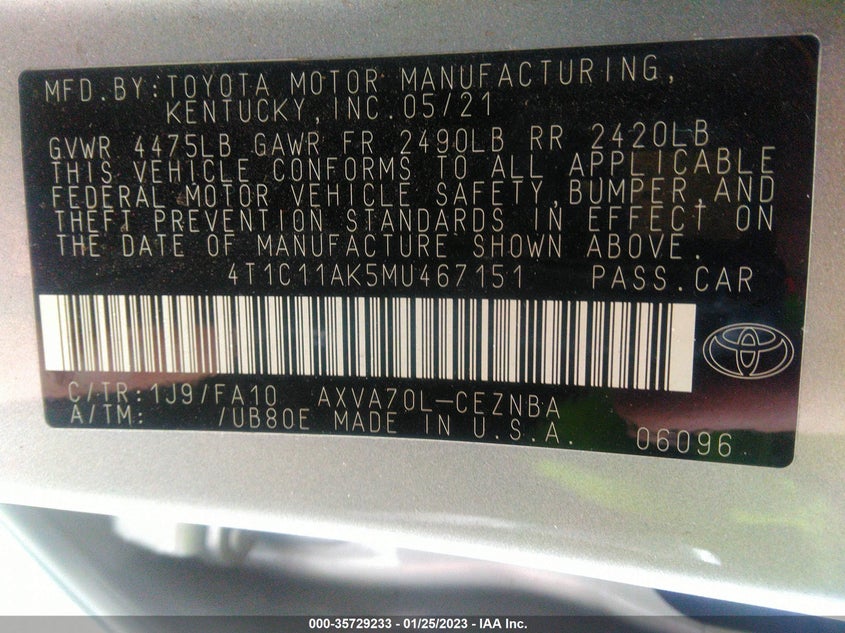 MFD.BY:TOYOTA MOTOR MANUFACTURING,
KENTUCKY,INC.05/21
GVWR 4475LB GAWR FR 2490LB RR 2420LB
THIS VEHICLE CONFORMS TO ALL APPLICABLE
FEDERAL MOTOR VEHICLE SAFETY,BUMPER,AND
THEFT PREVENTION STANDARDS IN EFFECT ON
THE DATE OF MANUFACTURE SHOWN ABOVE.
4T1C11AK5MU467151 PASS.CAR
C/TR:1J9/FA10 AXVA70L-CEZNBA
A/TM: /UB80E MADE IN U.S.A. 06096
000-35729233 - 01/25/2023 - IAA Inc.